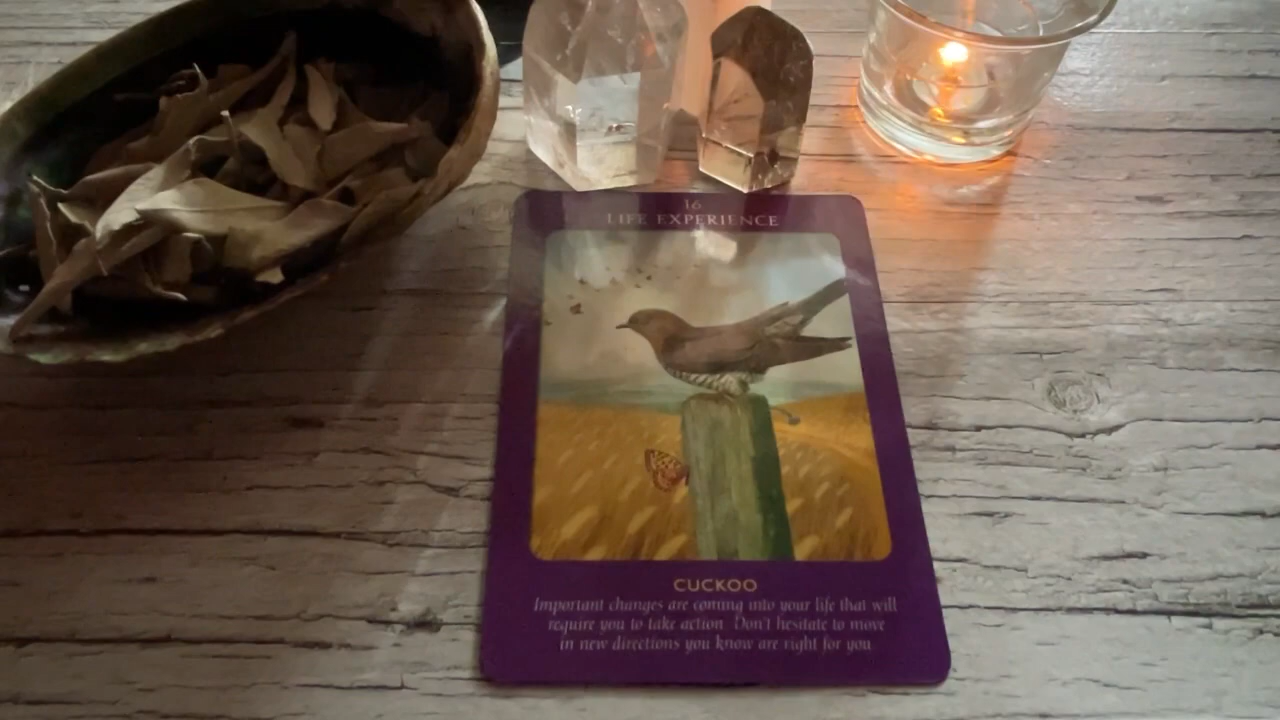 16
LIFE EXPERIENCE
CUCKOO
Important changes are coming into your life that will
require you to take action. Don't hesitate to move
in new directions you know are right for you.